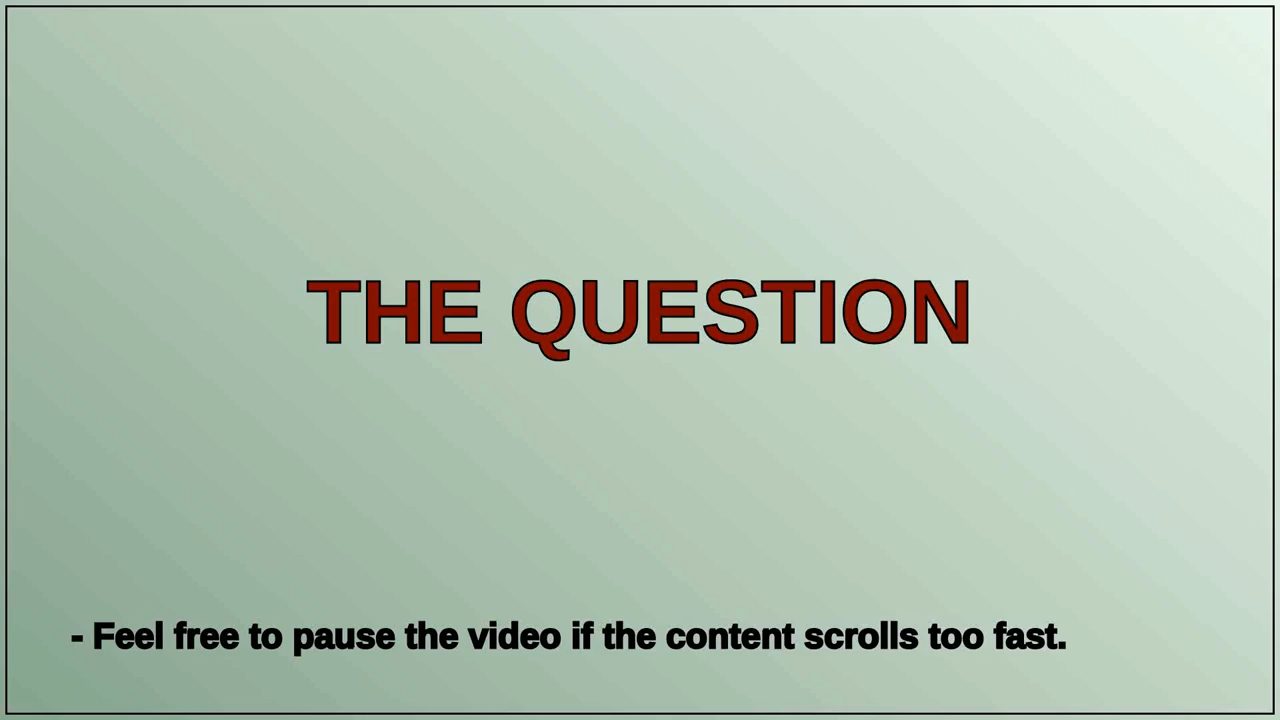 THE QUESTION
- Feel free to pause the video if the content scrolls too fast.